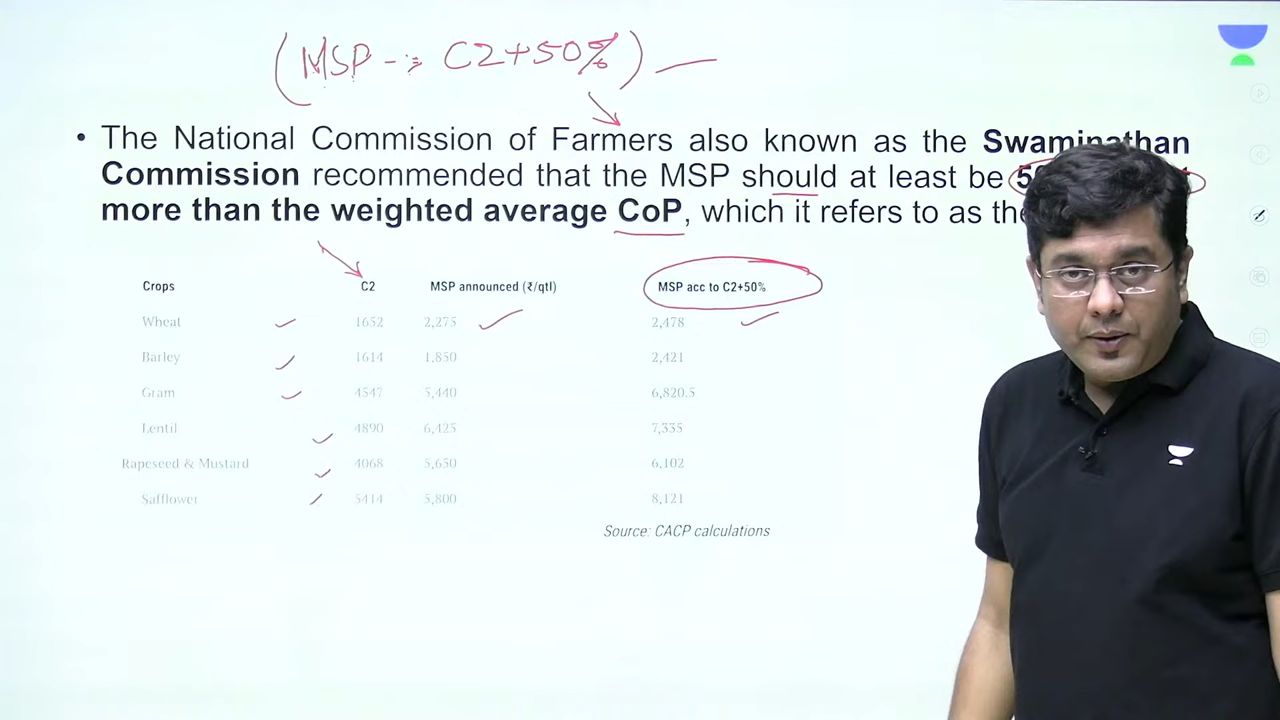 (MSP -> C2+50%) —
• The National Commission of Farmers also known as the Swaminathan
Commission recommended that the MSP should at least be
more than the weighted average CoP, which it refers to as the
Crops C2 MSP announced (₹/qtl) MSP acc to C2+50%
Wheat 1652 2,275 2,478
Barley 1614 1,850 2,421
Gram 4547 5,440 6,820.5
Lentil 4890 6,425 7,335
Rapeseed & Mustard 4068 5,650 6,102
Safflower 5414 5,800 8,121
Source: CACP calculations